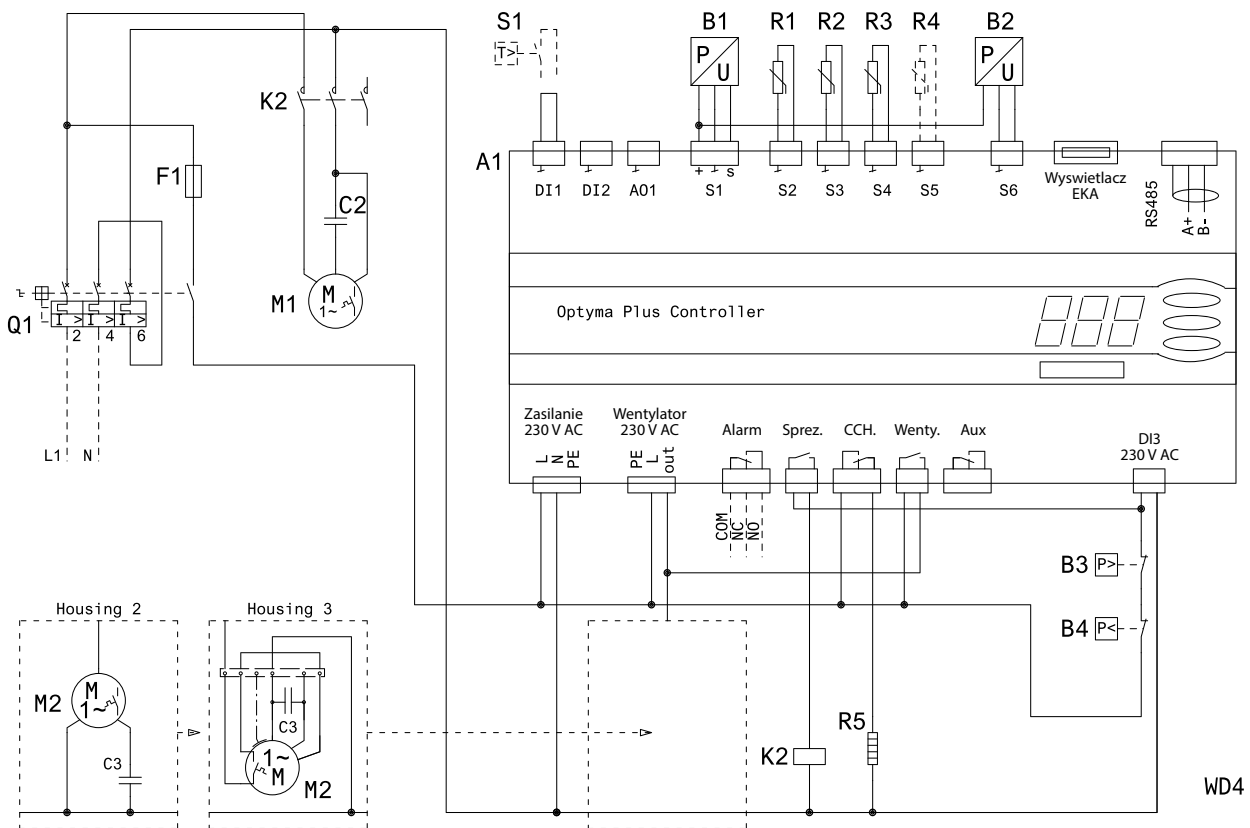 S1
B1 R1 R2 R3 R4 B2
T>
P
U
P
U
K2
F1
A1
DI1 DI2 AO1 + S s
S1 S2 S3 S4 S5 S6
Wyswietlacz
EKA
RS485
A+
B-
C2
M
1~
M1
Q1
I > I > I >
2 4 6
Optyma Plus Controller
L1 N
Zasilanie
230 V AC
L
N
PE
Wentylator
230 V AC
PE
L
out
Alarm
Sprez.
CCH.
Wenty.
Aux
DI3
230 V AC
COM
NC
NO
B3 P>
B4 P<
Housing 2
M2
M
1~
C3
Housing 3
C3
1~
M
M2
K2
R5
WD4